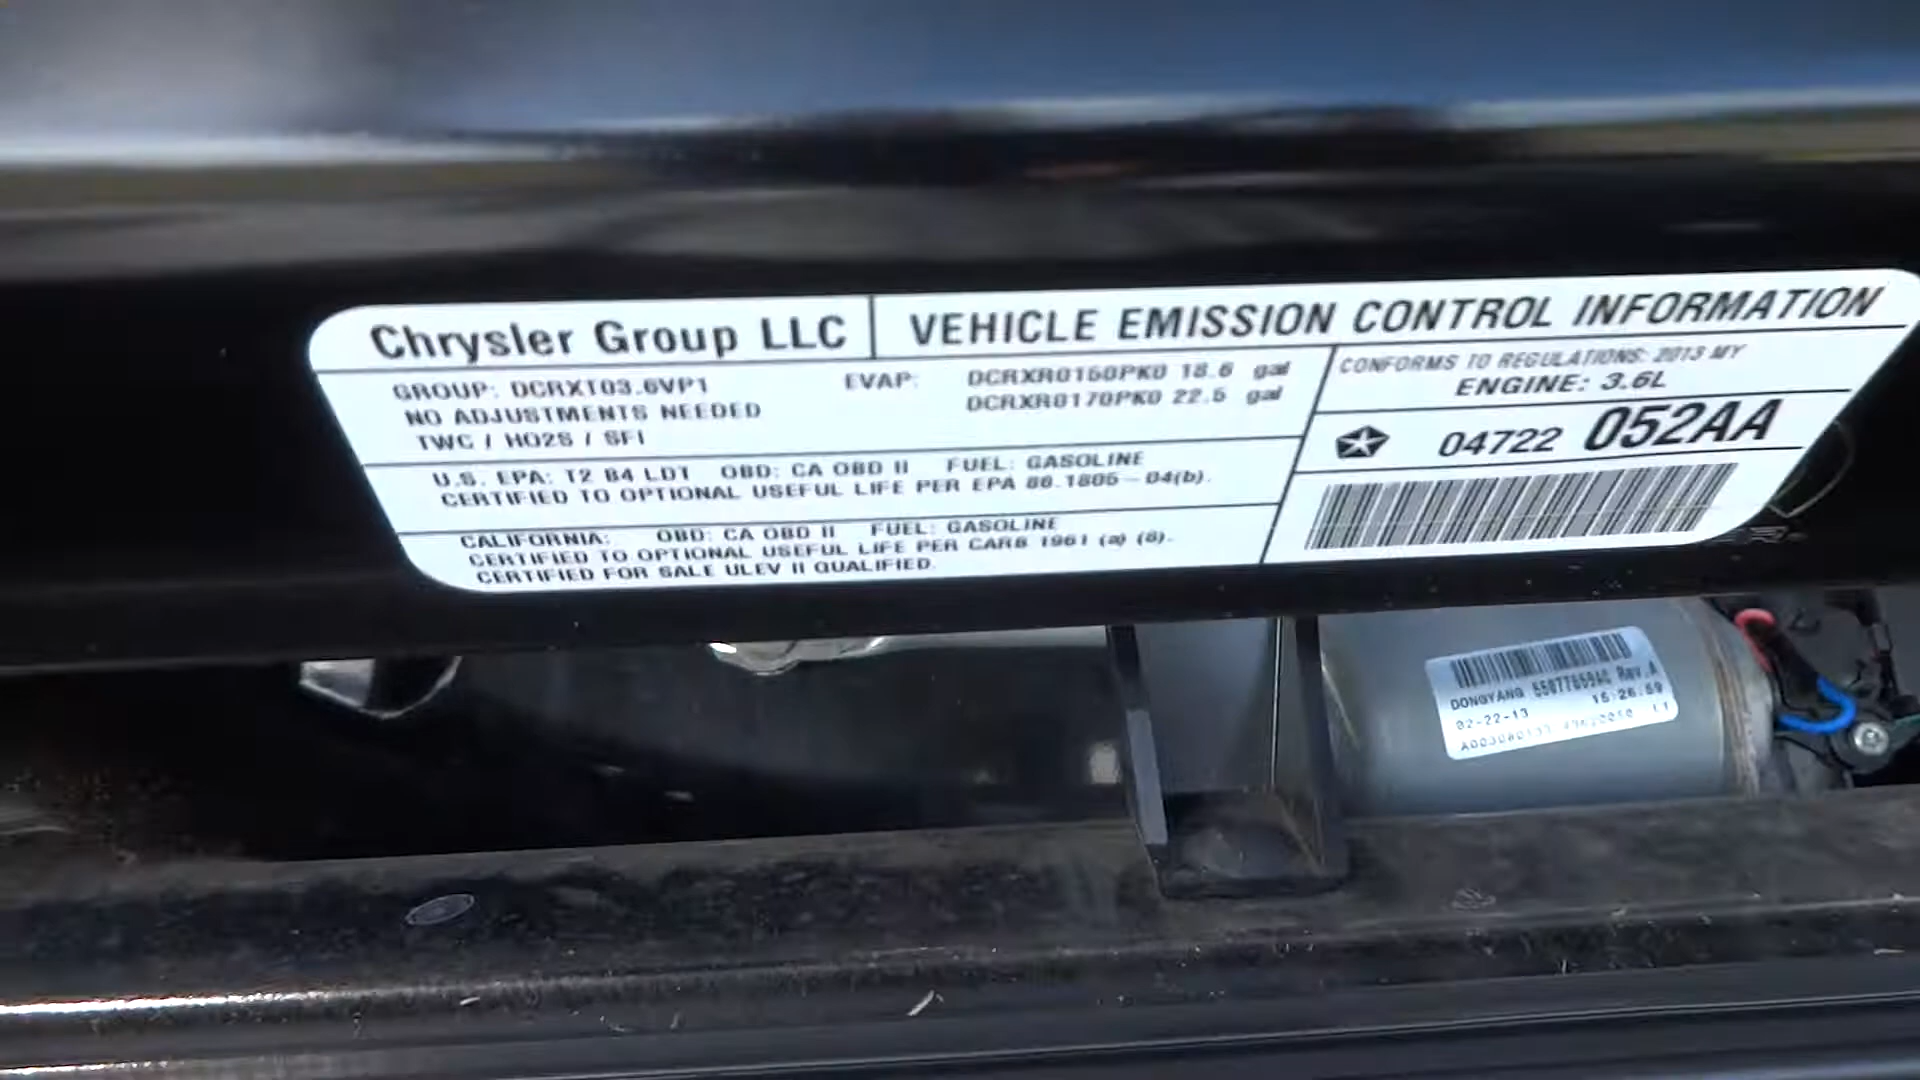 Chrysler Group LLC
VEHICLE EMISSION CONTROL INFORMATION
GROUP: DCRXT03.6VP1
NO ADJUSTMENTS NEEDED
TWC / HO2S / SFI
EVAP: DCRXR0150PK0 18.6 gal
DCRXR0170PK0 22.5 gal
CONFORMS TO REGULATIONS: 2013 MY
ENGINE: 3.6L
04722 052AA
U.S. EPA: T2 B4 LDT OBD: CA OBD II FUEL: GASOLINE
CERTIFIED TO OPTIONAL USEFUL LIFE PER EPA 86.1805-04(b).
CALIFORNIA: OBD: CA OBD II FUEL: GASOLINE
CERTIFIED TO OPTIONAL USEFUL LIFE PER CARB 1961 (a) (8).
CERTIFIED FOR SALE ULEV II QUALIFIED.
DONGYANG Rev.A
02-22-13 15:26:59